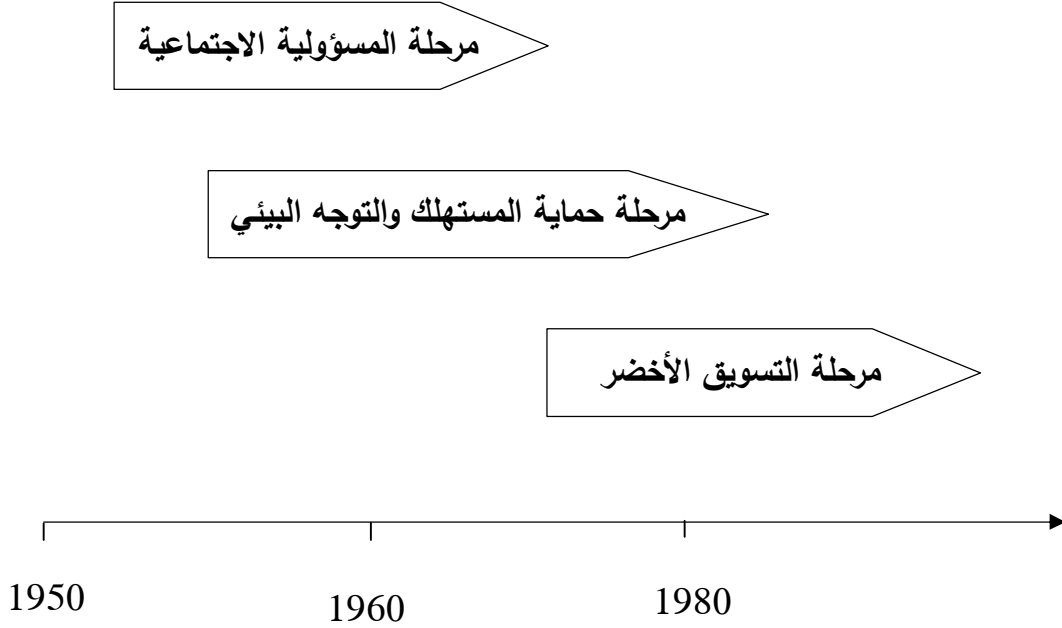 مرحلة المسؤولية الاجتماعية
مرحلة حماية المستهلك والتوجه البيئي
مرحلة التسويق الأخضر
1950
1960
1980